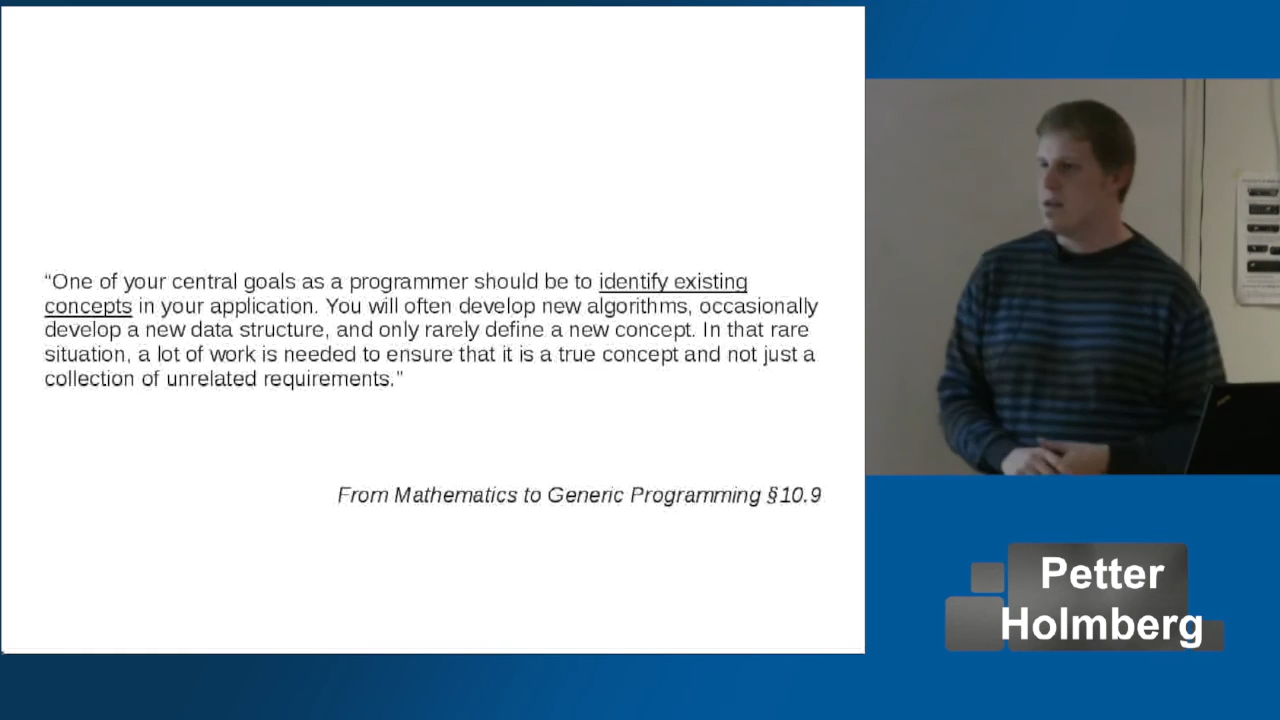 “One of your central goals as a programmer should be to identify existing
concepts in your application. You will often develop new algorithms, occasionally
develop a new data structure, and only rarely define a new concept. In that rare
situation, a lot of work is needed to ensure that it is a true concept and not just a
collection of unrelated requirements.”
From Mathematics to Generic Programming §10.9
Petter
Holmberg